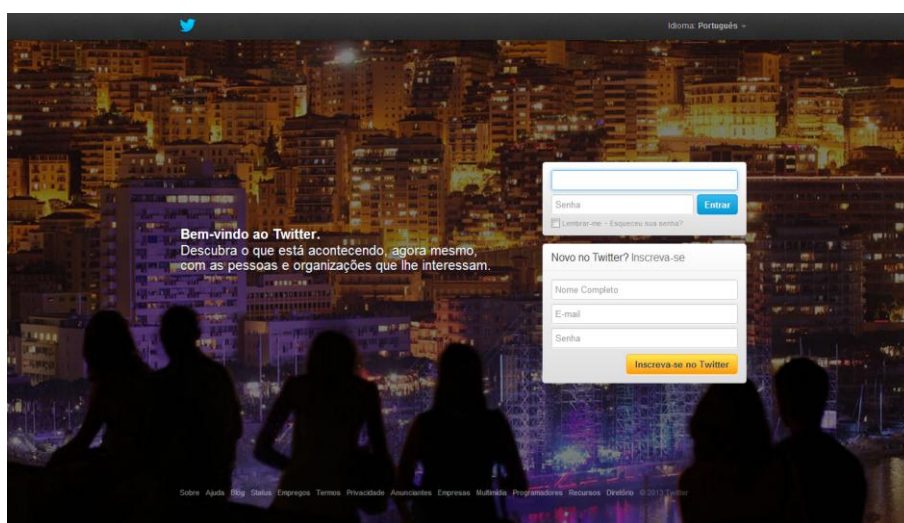 Idioma: Português
Senha
Entrar
Lembrar-me · Esqueceu sua senha?
Bem-vindo ao Twitter.
Descubra o que está acontecendo, agora mesmo,
com as pessoas e organizações que lhe interessam.
Novo no Twitter? Inscreva-se
Nome Completo
E-mail
Senha
Inscreva-se no Twitter
Sobre Ajuda Blog Status Empregos Termos Privacidade Anunciantes Empresas Multimídia Programadores Recursos Diretório © 2013 Twitter